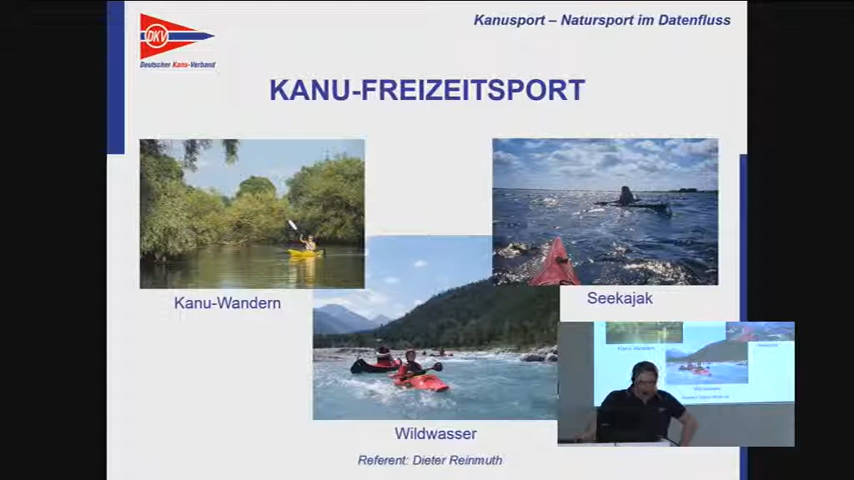 Kanusport – Natursport im Datenfluss
DKV
Deutscher Kanu-Verband
KANU-FREIZEITSPORT
Kanu-Wandern
Seekajak
Wildwasser
Referent: Dieter Reinmuth